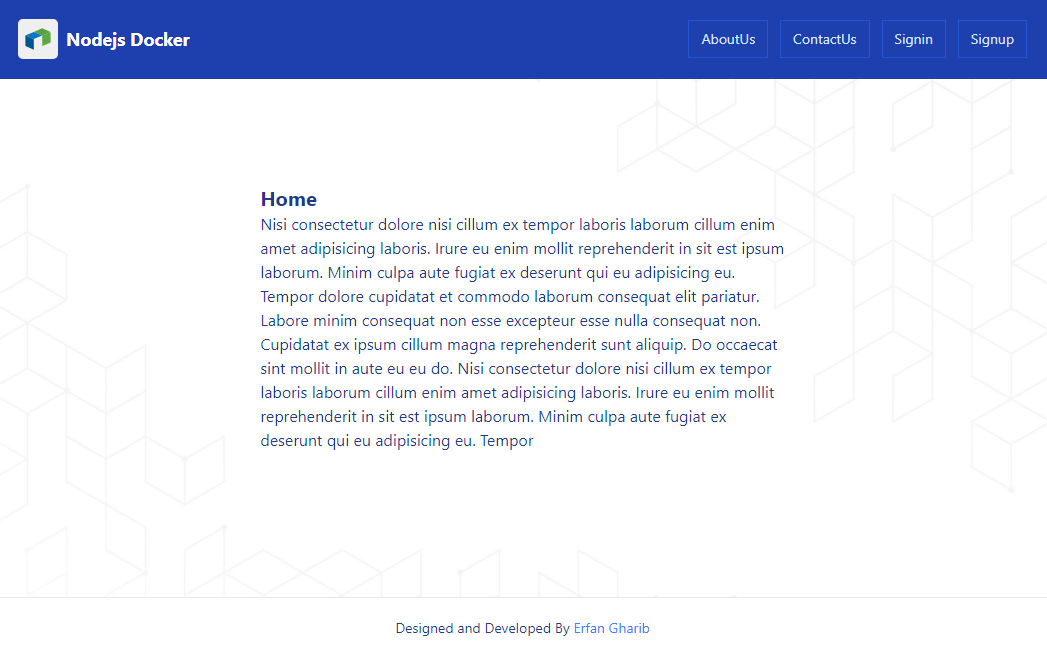 Nodejs Docker
AboutUs
ContactUs
Signin
Signup
Home
Nisi consectetur dolore nisi cillum ex tempor laboris laborum cillum enim
amet adipisicing laboris. Irure eu enim mollit reprehenderit in sit est ipsum
laborum. Minim culpa aute fugiat ex deserunt qui eu adipisicing eu.
Tempor dolore cupidatat et commodo laborum consequat elit pariatur.
Labore minim consequat non esse excepteur esse nulla consequat non.
Cupidatat ex ipsum cillum magna reprehenderit sunt aliquip. Do occaecat
sint mollit in aute eu eu do. Nisi consectetur dolore nisi cillum ex tempor
laboris laborum cillum enim amet adipisicing laboris. Irure eu enim mollit
reprehenderit in sit est ipsum laborum. Minim culpa aute fugiat ex
deserunt qui eu adipisicing eu. Tempor
Designed and Developed By Erfan Gharib